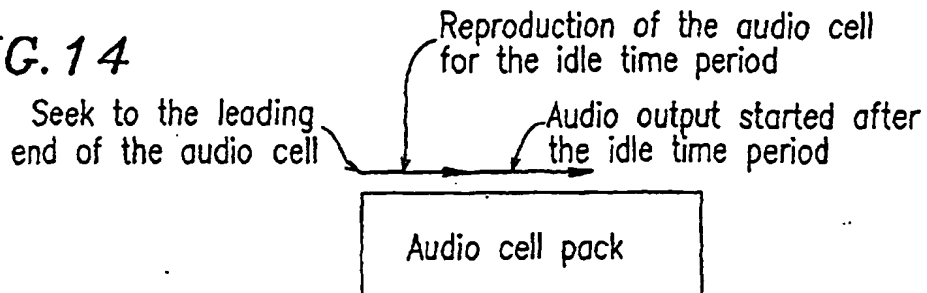 G. 14
Reproduction of the audio cell
for the idle time period
Seek to the leading
end of the audio cell
Audio output started after
the idle time period
Audio cell pack